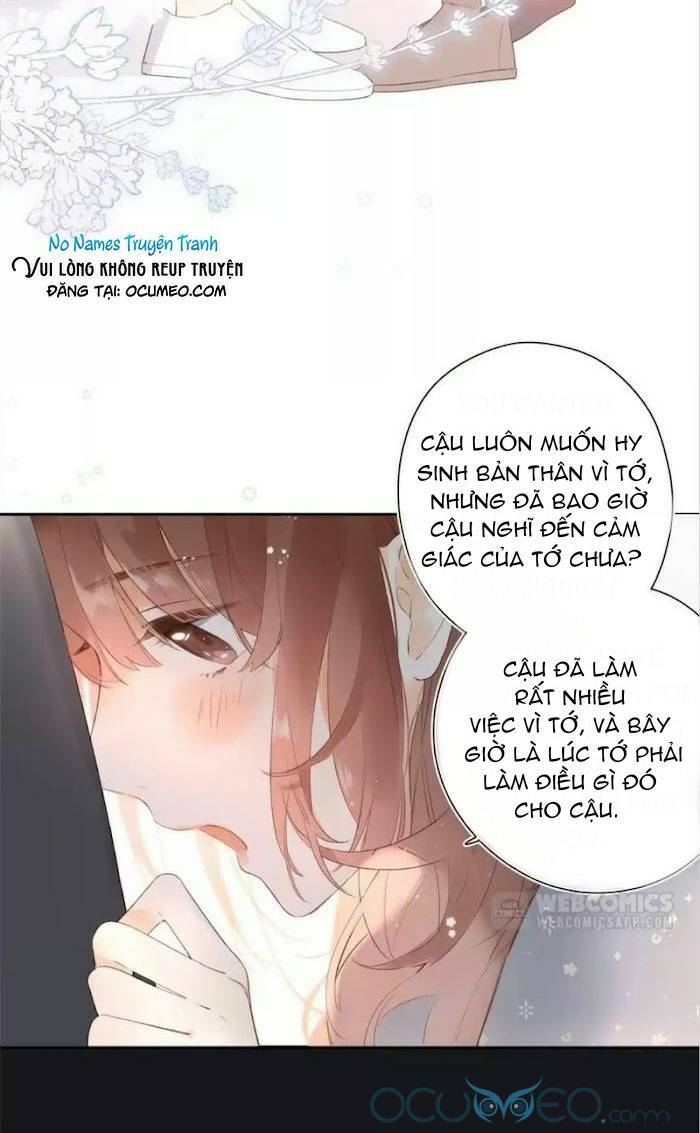 No Names Truyện Tranh
VUI LÒNG KHÔNG REUP TRUYỆN
ĐĂNG TẠI: OCUMEO.COM
CẬU LUÔN MUỐN HY
SINH BẢN THÂN VÌ TỚ,
NHƯNG ĐÃ BAO GIỜ
CẬU NGHĨ ĐẾN CẢM
GIÁC CỦA TỚ CHƯA?
CẬU ĐÃ LÀM
RẤT NHIỀU
VIỆC VÌ TỚ, VÀ BÂY
GIỜ LÀ LÚC TỚ PHẢI
LÀM ĐIỀU GÌ ĐÓ
CHO CẬU.
WEBCOMICS
WEBCOMICSAPP.COM
OCUMEO.com